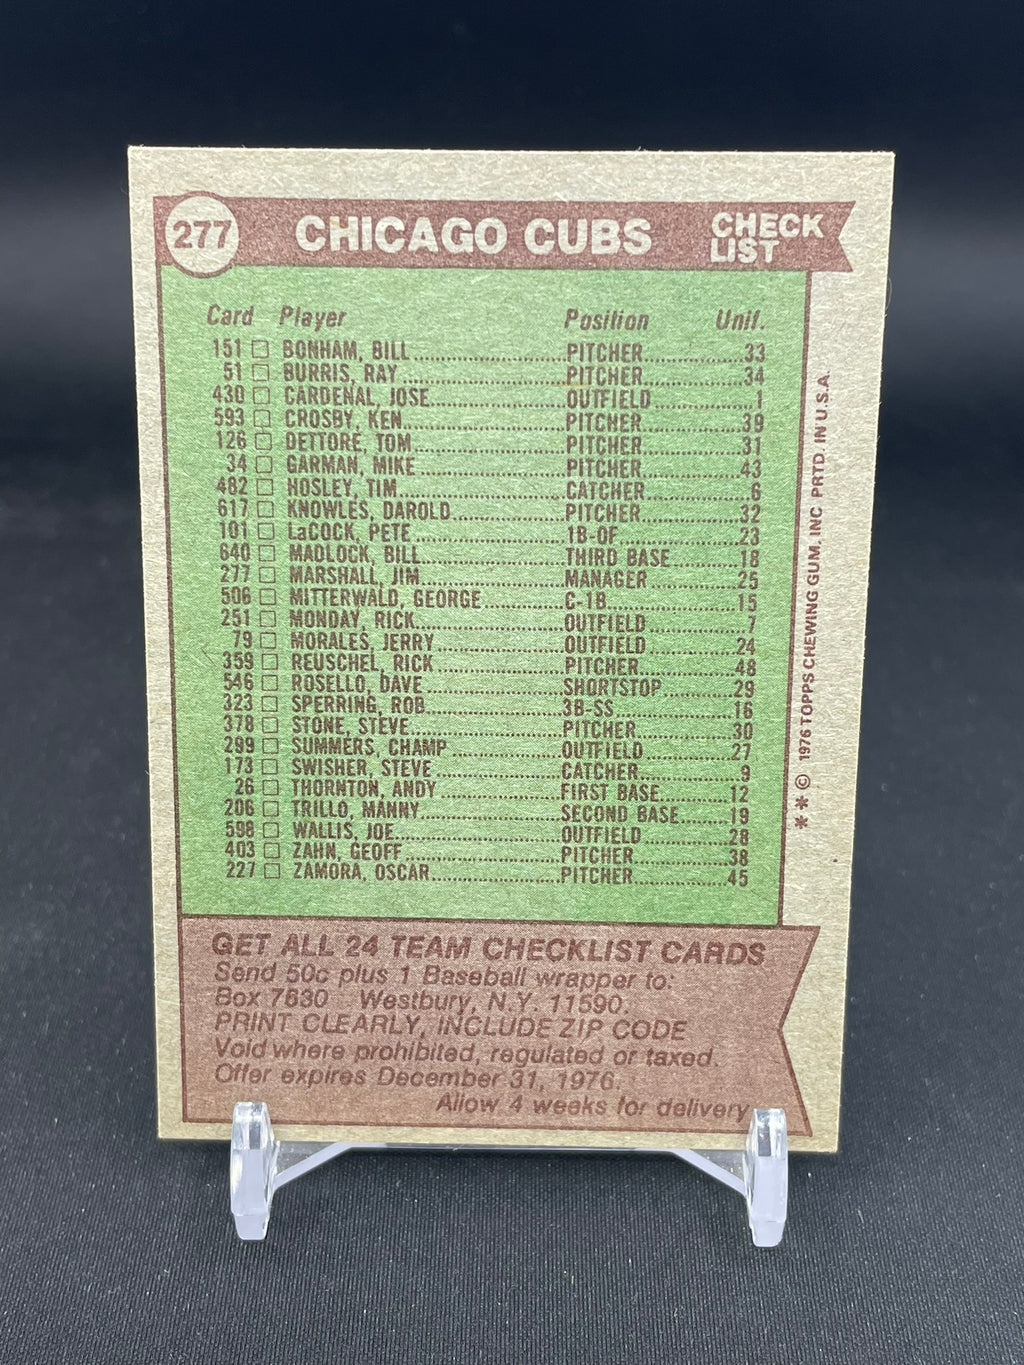 277 CHICAGO CUBS CHECK LIST
Card Player Position Unif.
151 BONHAM, BILL PITCHER 33
51 BURRIS, RAY PITCHER 34
430 CARDENAL, JOSE OUTFIELD 1
593 CROSBY, KEN PITCHER 39
126 DETTORE, TOM PITCHER 31
34 GARMAN, MIKE PITCHER 43
482 HOSLEY, TIM CATCHER 6
617 KNOWLES, DAROLD PITCHER 32
101 LaCOCK, PETE 1B-OF 23
640 MADLOCK, BILL THIRD BASE 18
277 MARSHALL, JIM MANAGER 25
506 MITTERWALD, GEORGE C-1B 15
251 MONDAY, RICK OUTFIELD 7
79 MORALES, JERRY OUTFIELD 24
359 REUSCHEL, RICK PITCHER 48
546 ROSELLO, DAVE SHORTSTOP 29
323 SPERRING, ROB 3B-SS 16
378 STONE, STEVE PITCHER 30
299 SUMMERS, CHAMP OUTFIELD 27
173 SWISHER, STEVE CATCHER 9
26 THORNTON, ANDY FIRST BASE 12
206 TRILLO, MANNY SECOND BASE 19
598 WALLIS, JOE OUTFIELD 28
403 ZAHN, GEOFF PITCHER 38
227 ZAMORA, OSCAR PITCHER 45
GET ALL 24 TEAM CHECKLIST CARDS
Send 50c plus 1 Baseball wrapper to:
Box 7630 Westbury, N.Y. 11590.
PRINT CLEARLY, INCLUDE ZIP CODE
Void where prohibited, regulated or taxed.
Offer expires December 31, 1976.
Allow 4 weeks for delivery
** © 1976 TOPPS CHEWING GUM, INC PRTD. IN U.S.A.